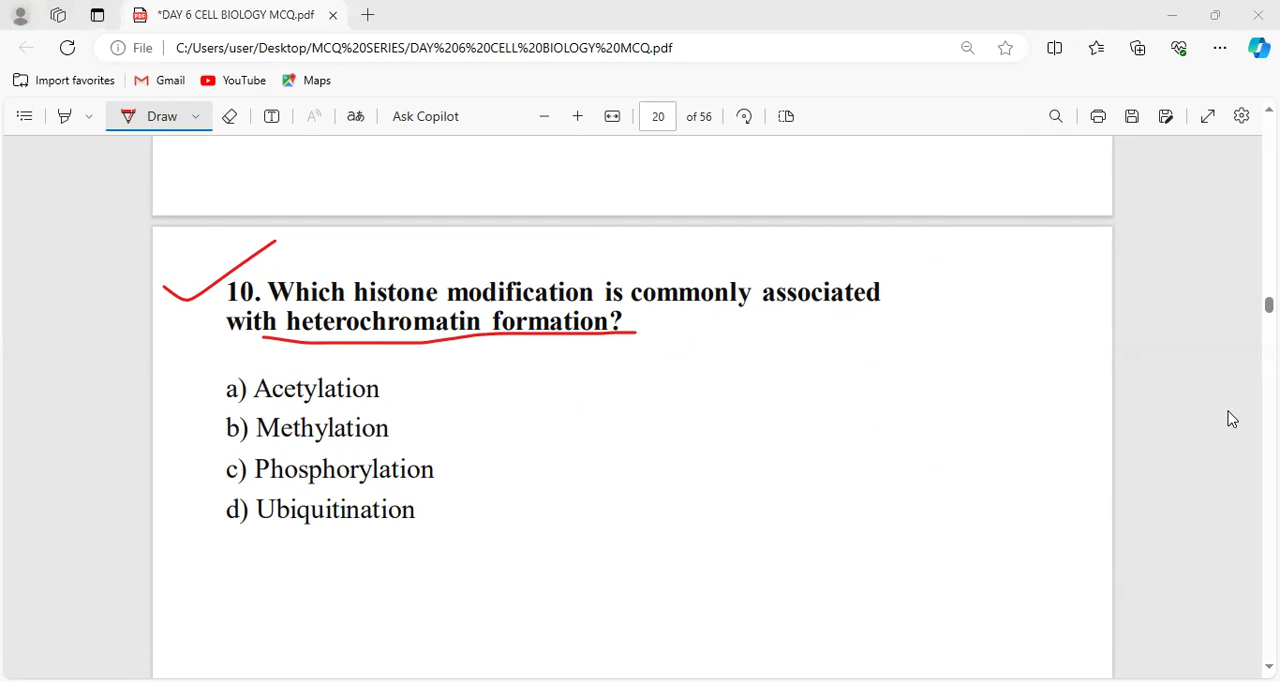 *DAY 6 CELL BIOLOGY MCQ.pdf
File
C:/Users/user/Desktop/MCQ%20SERIES/DAY%206%20CELL%20BIOLOGY%20MCQ.pdf
Import favorites Gmail YouTube Maps
Draw aあ Ask Copilot 20 of 56
10. Which histone modification is commonly associated
with heterochromatin formation?
a) Acetylation
b) Methylation
c) Phosphorylation
d) Ubiquitination